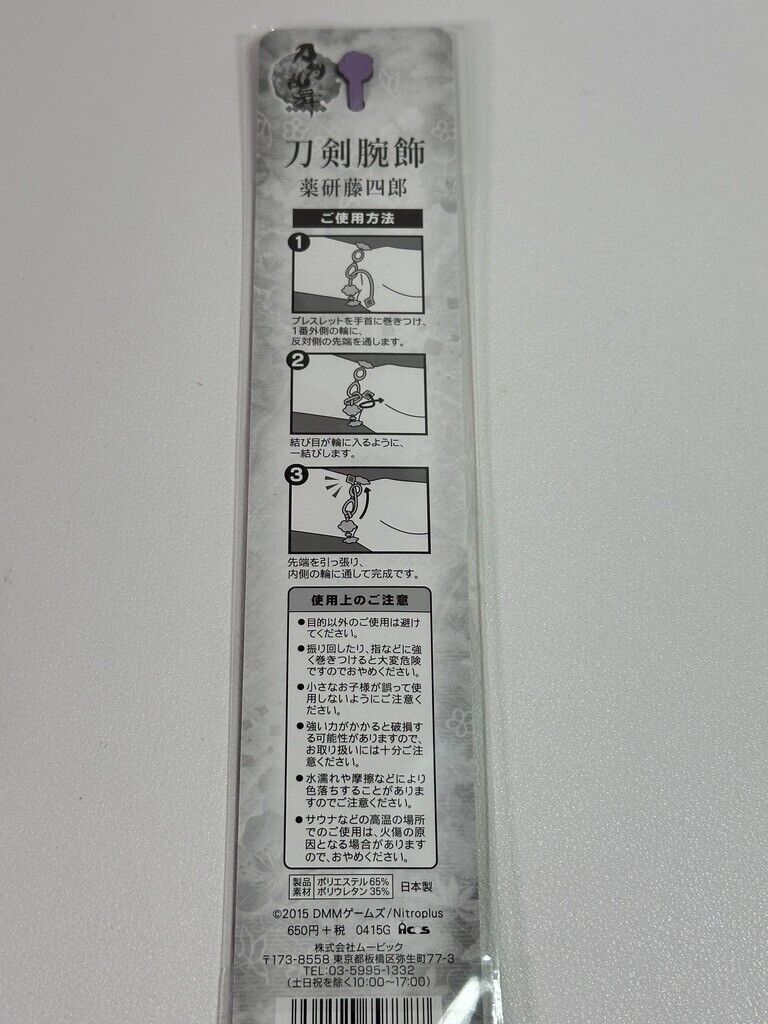 刀剣乱舞
刀剣腕飾
薬研藤四郎
ご使用方法
1
ブレスレットを手首に巻きつけ、
1番外側の輪に、
反対側の先端を通します。
2
結び目が輪に入るように、
一結びします。
3
先端を引っ張り、
内側の輪に通して完成です。
使用上のご注意
●目的以外のご使用は避け
てください。
●振り回したり、指などに強
く巻きつけると大変危険
ですのでおやめください。
●小さなお子様が誤って使
用しないようにご注意く
ださい。
●強い力がかかると破損す
る可能性がありますので、
お取り扱いには十分ご注
意ください。
●水濡れや摩擦などにより
色落ちすることがありま
すのでご注意ください。
●サウナなどの高温の場所
でのご使用は、火傷の原
因となる場合があります
ので、おやめください。
製品素材 ポリエステル65%
ポリウレタン35% 日本製
©2015 DMMゲームズ/Nitroplus
650円+税 0415G ACOS
株式会社ムービック
〒173-8558 東京都板橋区弥生町77-3
TEL:03-5995-1332
(土日祝を除く10:00~17:00)